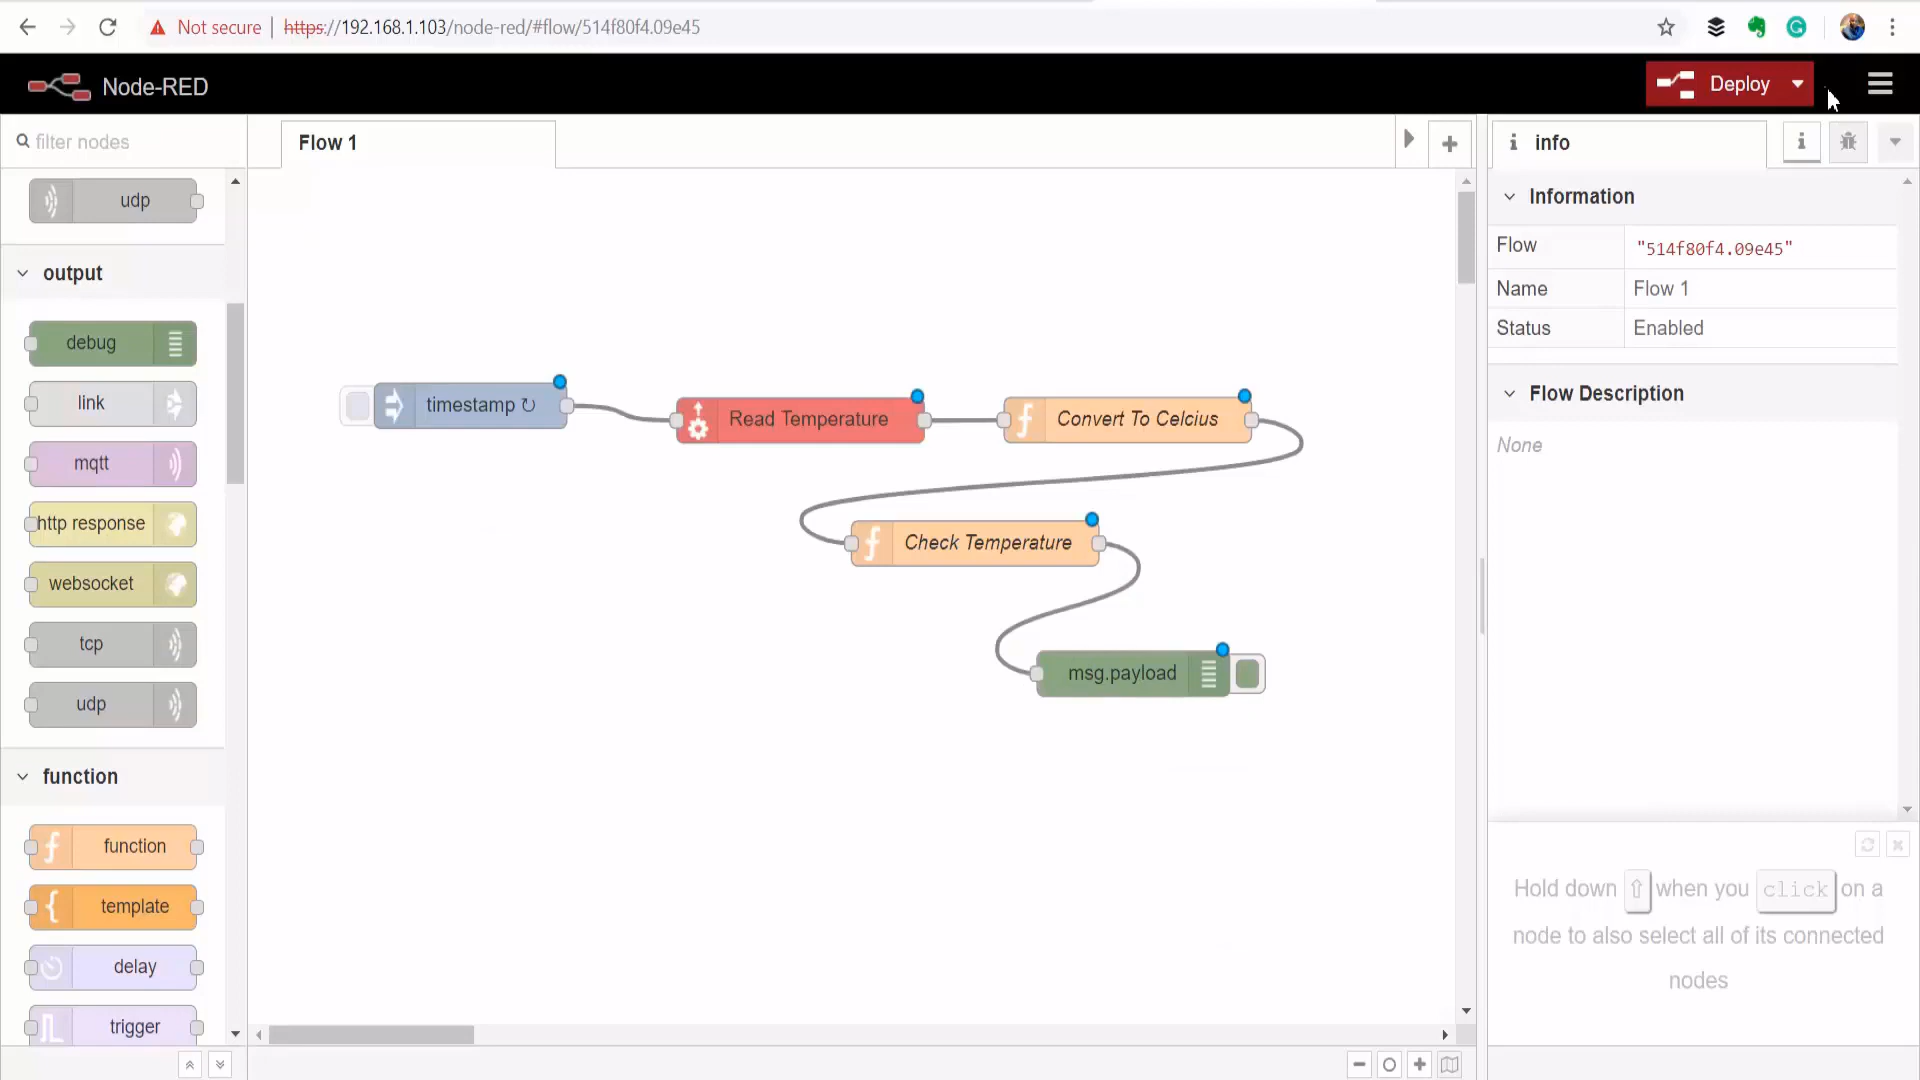 Not secure | https://192.168.1.103/node-red/#flow/514f80f4.09e45
Node-RED
Deploy
filter nodes
udp
output
debug
link
mqtt
http response
websocket
tcp
udp
function
function
template
delay
trigger
Flow 1
timestamp ↻
Read Temperature
Convert To Celcius
Check Temperature
msg.payload
i info
Information
Flow "514f80f4.09e45"
Name Flow 1
Status Enabled
Flow Description
None
Hold down ⇧ when you click on a
node to also select all of its connected
nodes